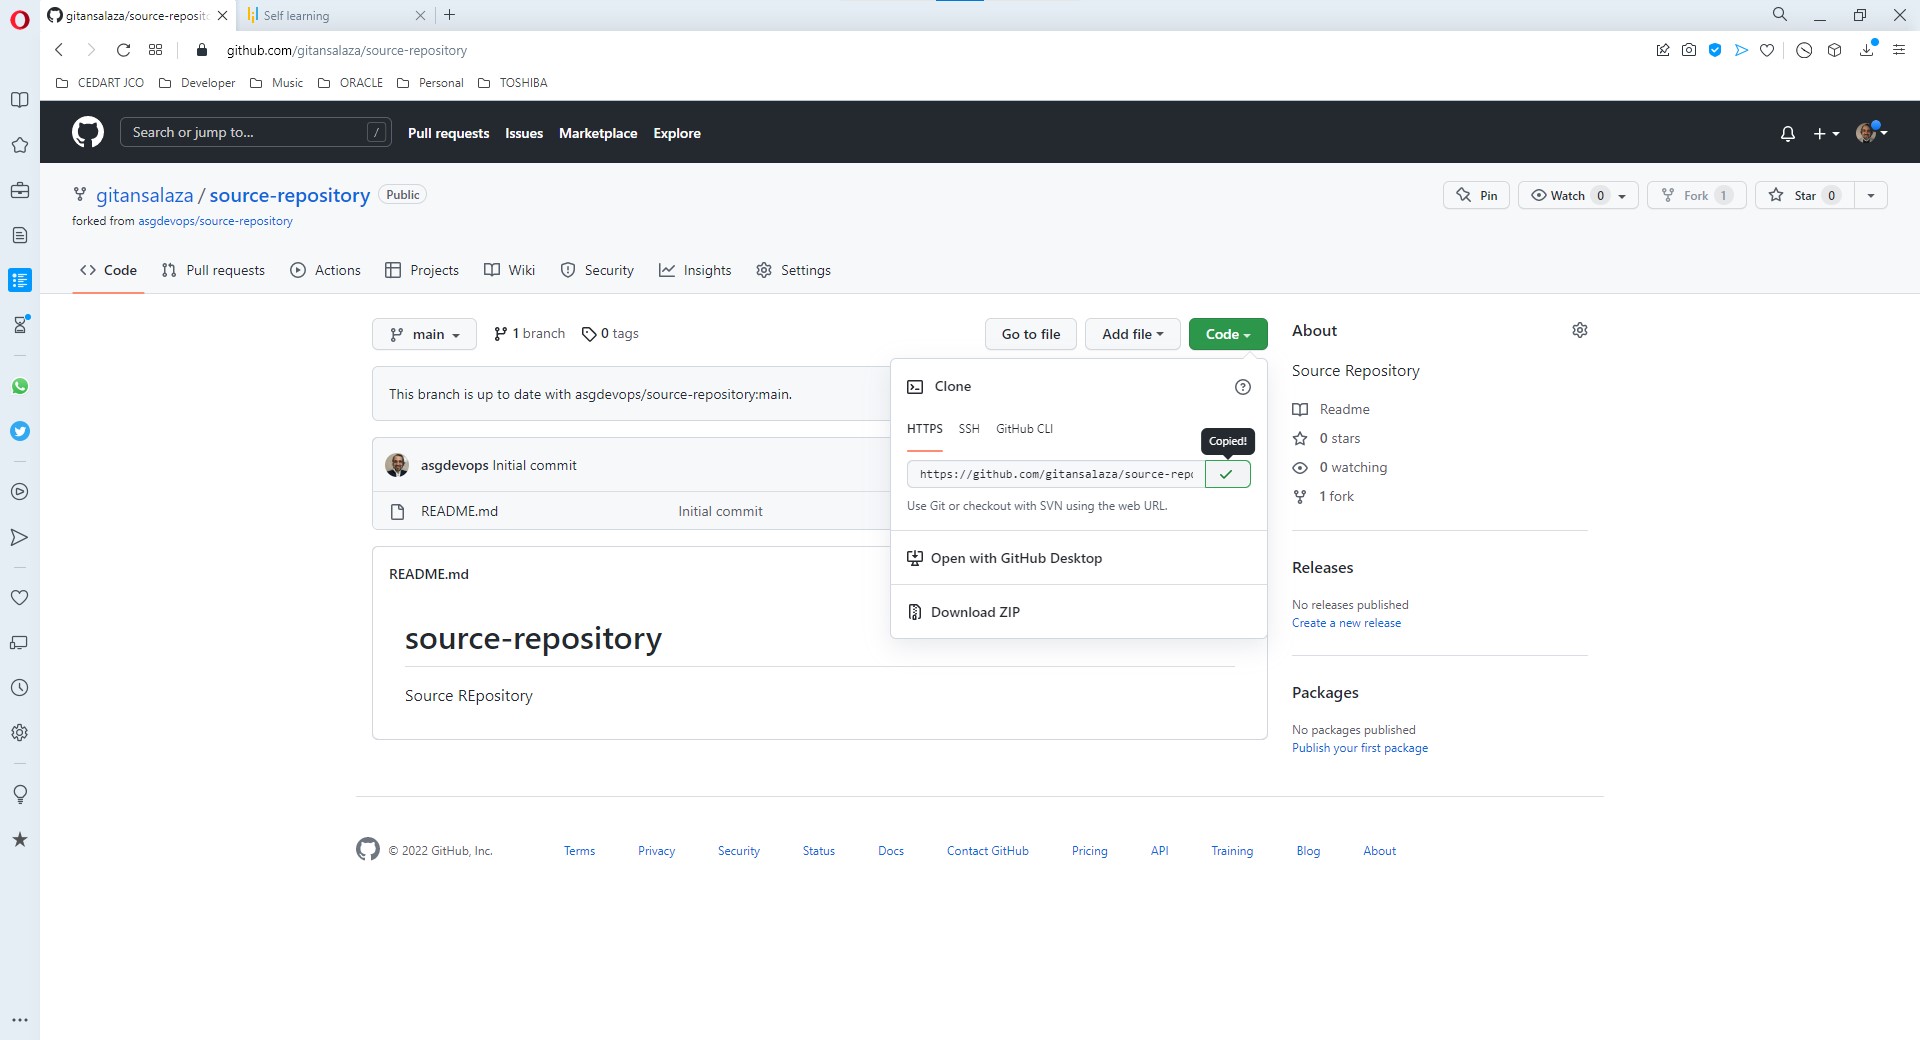 gitansalaza/source-reposito
Self learning
github.com/gitansalaza/source-repository
CEDART JCO Developer Music ORACLE Personal TOSHIBA
Search or jump to... /
Pull requests Issues Marketplace Explore
gitansalaza / source-repository Public
Pin Watch 0 Fork 1 Star 0
forked from asgdevops/source-repository
Code Pull requests Actions Projects Wiki Security Insights Settings
main 1 branch 0 tags Go to file Add file Code
This branch is up to date with asgdevops/source-repository:main.
asgdevops Initial commit
README.md Initial commit
Clone
HTTPS SSH GitHub CLI
Copied!
https://github.com/gitansalaza/source-repo
Use Git or checkout with SVN using the web URL.
Open with GitHub Desktop
Download ZIP
README.md
source-repository
Source REpository
About
Source Repository
Readme
0 stars
0 watching
1 fork
Releases
No releases published
Create a new release
Packages
No packages published
Publish your first package
© 2022 GitHub, Inc. Terms Privacy Security Status Docs Contact GitHub Pricing API Training Blog About